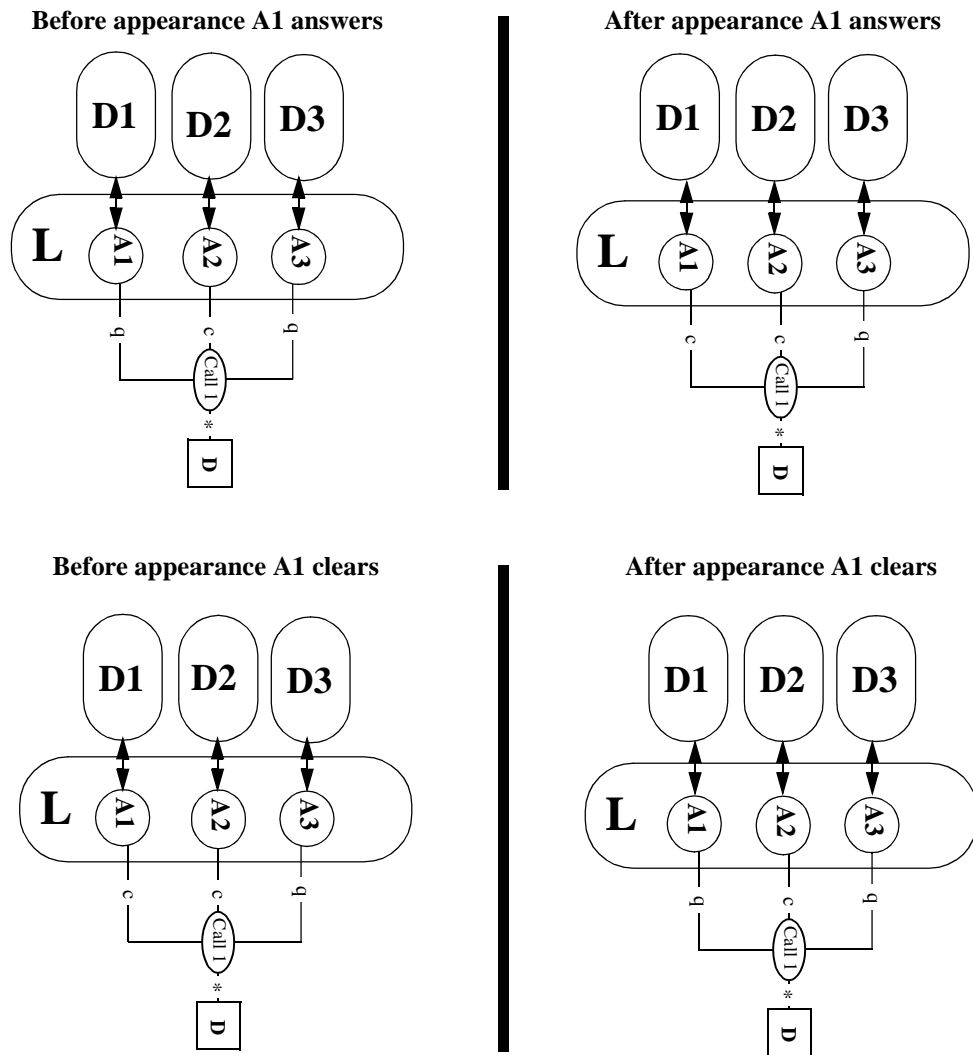 Before appearance A1 answers
After appearance A1 answers
D1 D2 D3
D1 D2 D3
L A1 A2 A3
L A1 A2 A3
q c q
c c q
Call 1
Call 1
*
*
D
D
Before appearance A1 clears
After appearance A1 clears
D1 D2 D3
D1 D2 D3
L A1 A2 A3
L A1 A2 A3
c c q
q c q
Call 1
Call 1
*
*
D
D